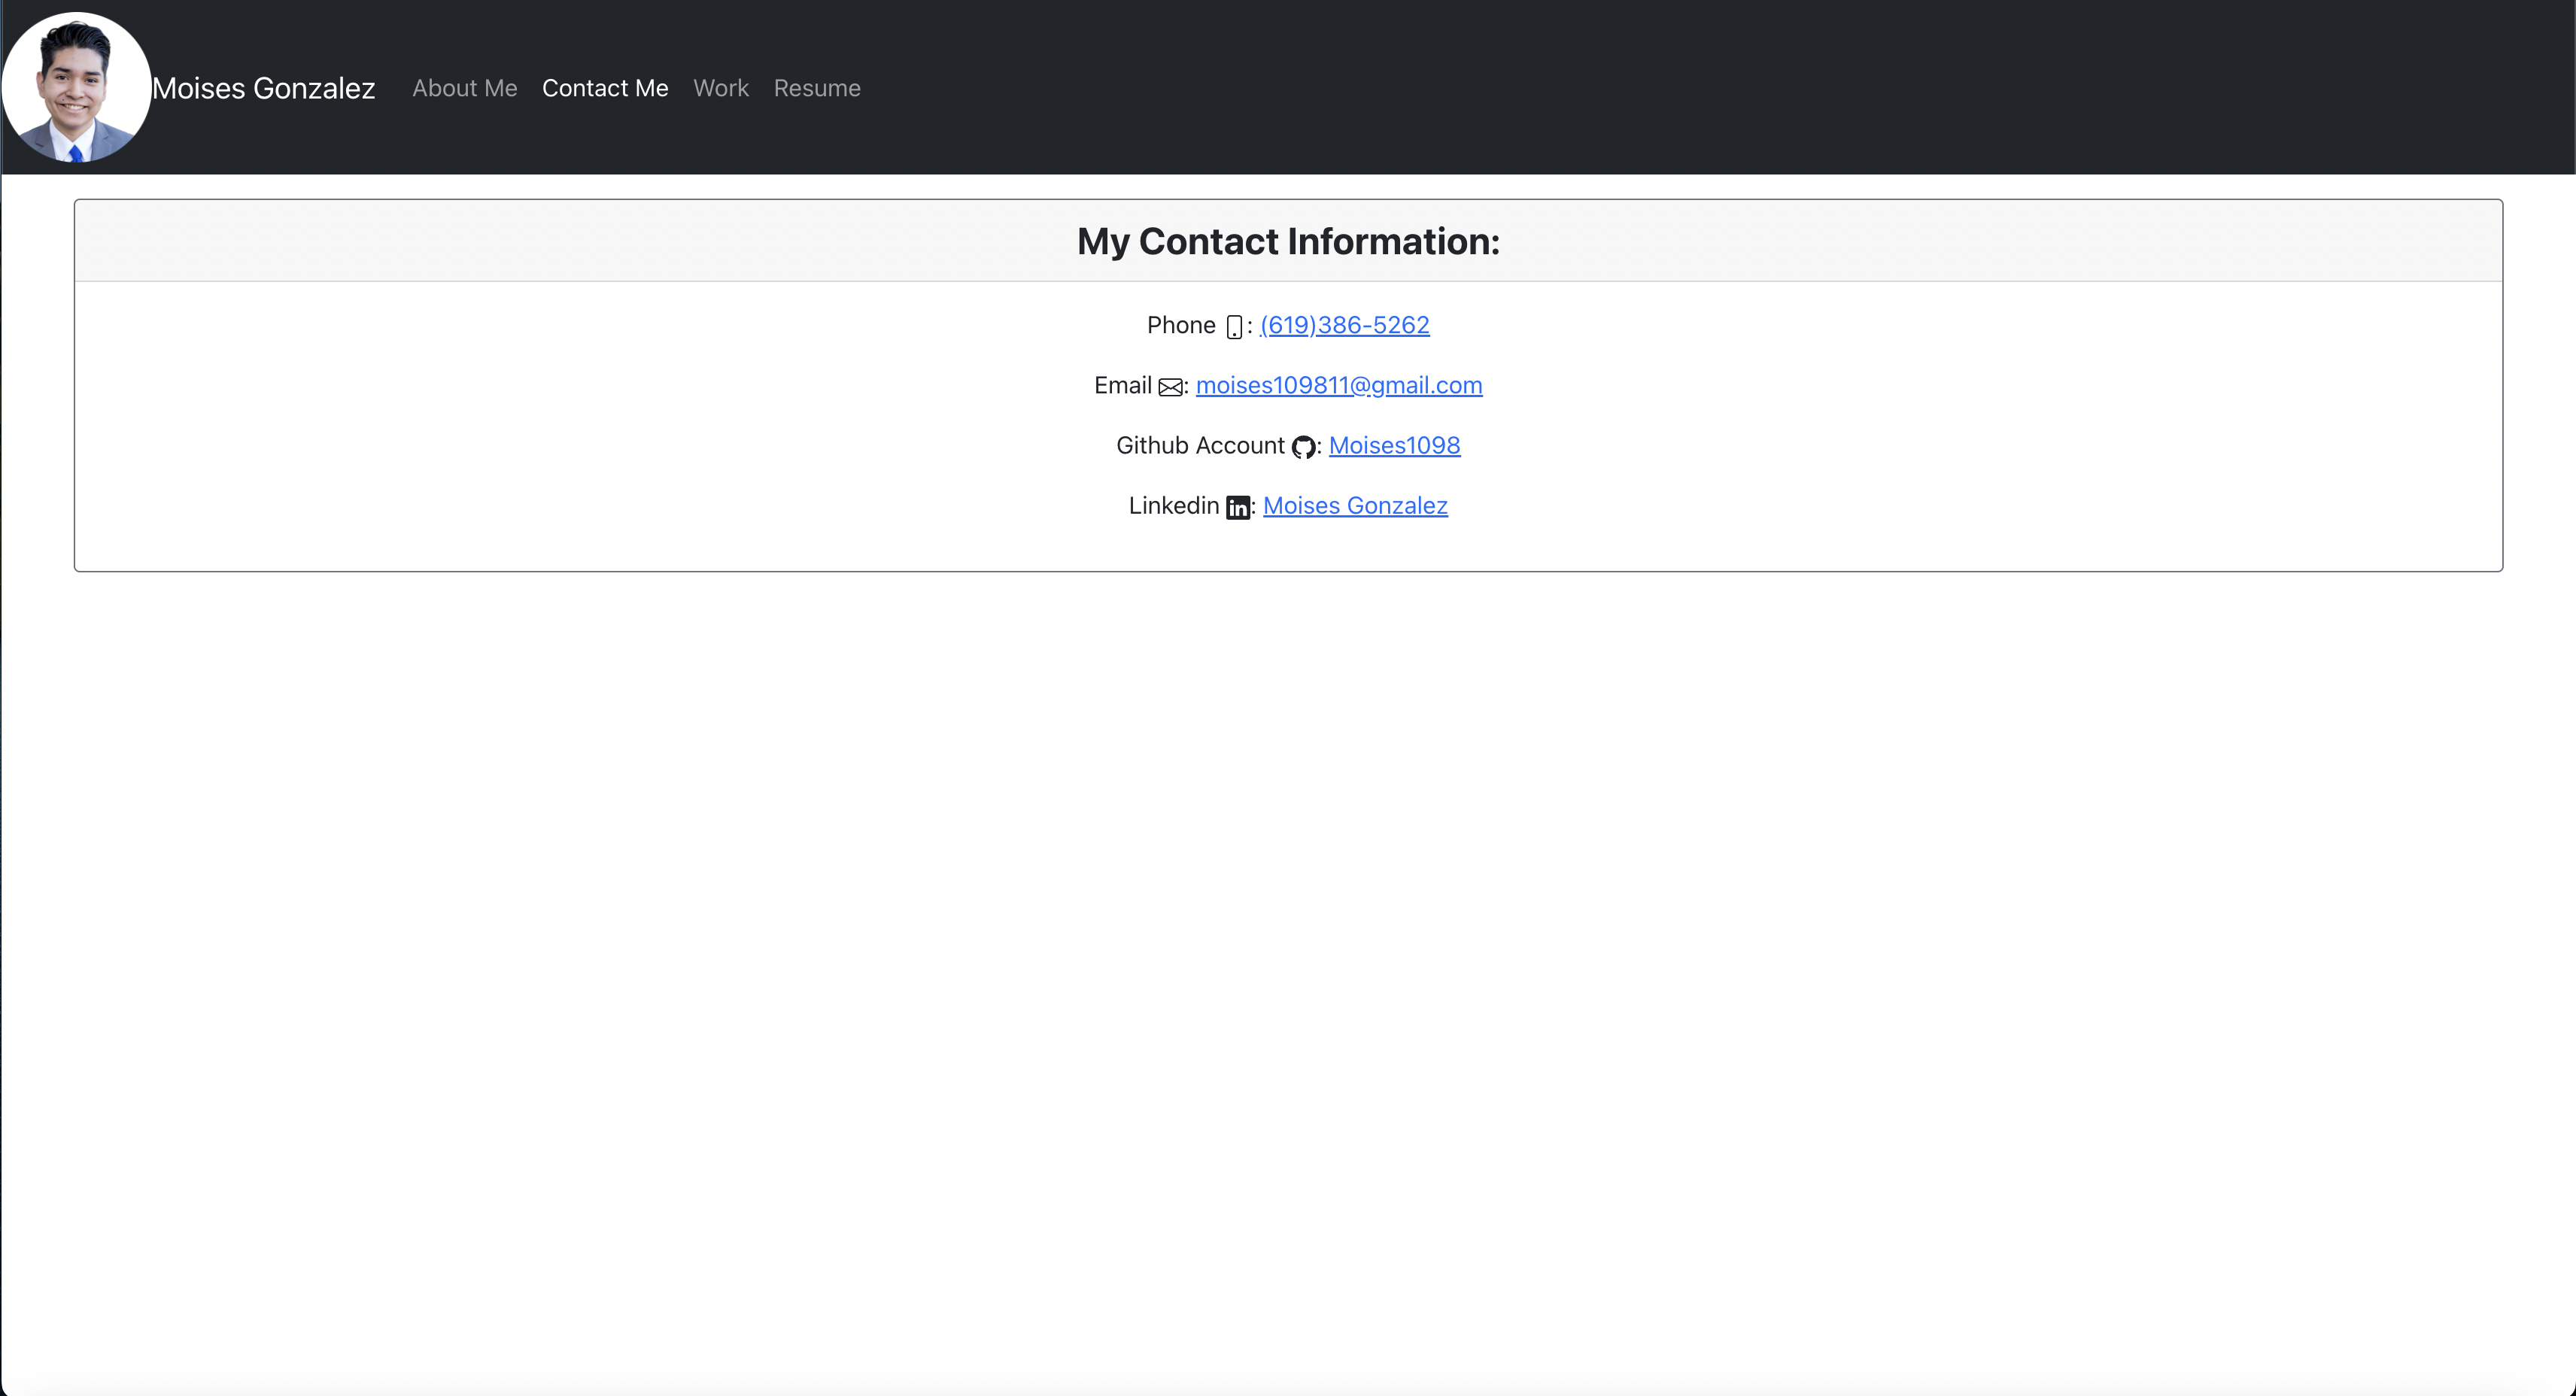 Moises Gonzalez About Me Contact Me Work Resume
My Contact Information:
Phone : (619)386-5262
Email : moises109811@gmail.com
Github Account : Moises1098
Linkedin in: Moises Gonzalez